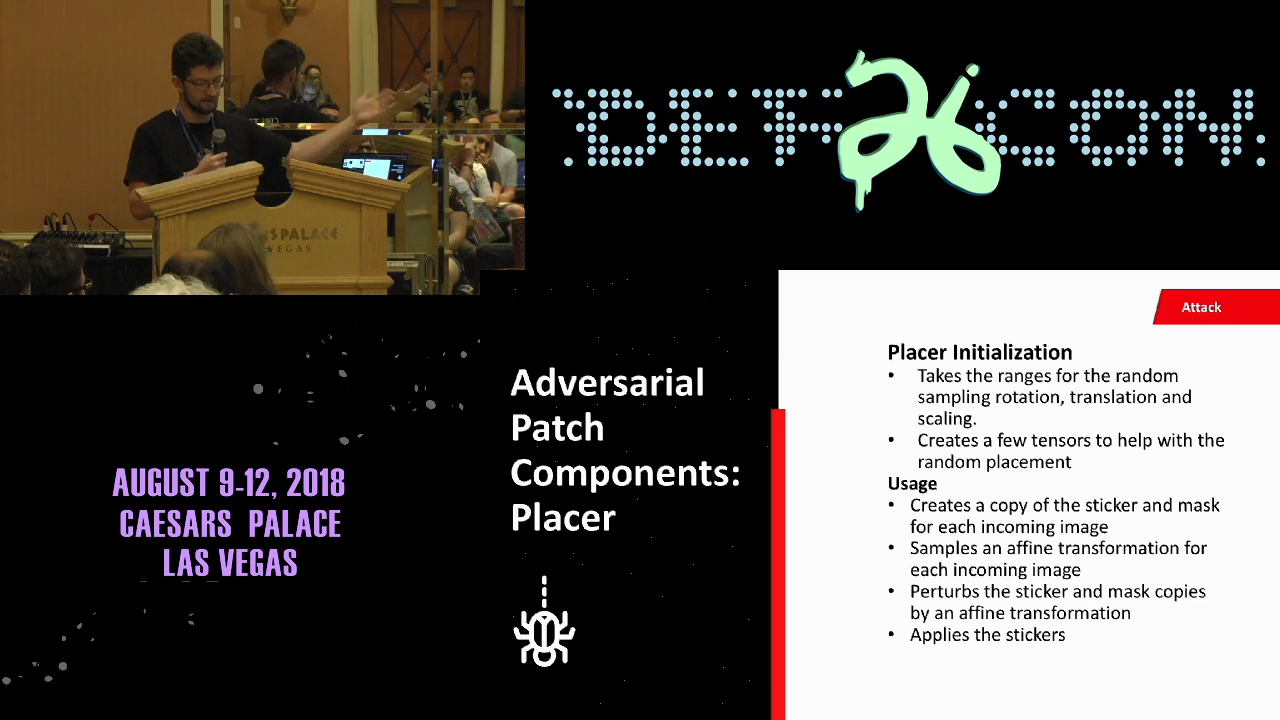 DEF CON
26
PALACE
VEGAS
AUGUST 9-12, 2018
CAESARS PALACE
LAS VEGAS
Adversarial
Patch
Components:
Placer
Attack
Placer Initialization
• Takes the ranges for the random
sampling rotation, translation and
scaling.
• Creates a few tensors to help with the
random placement
Usage
• Creates a copy of the sticker and mask
for each incoming image
• Samples an affine transformation for
each incoming image
• Perturbs the sticker and mask copies
by an affine transformation
• Applies the stickers